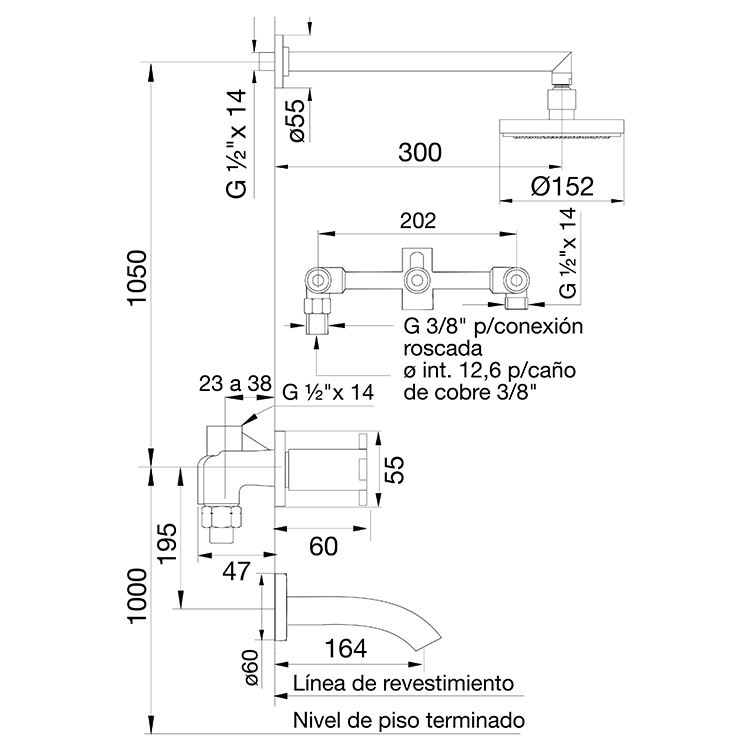 G ½"x 14
ø55
300
Ø152
202
G ½"x 14
1050
G 3/8" p/conexión
roscada
ø int. 12,6 p/caño
de cobre 3/8"
23 a 38
G ½"x 14
55
60
195
47
1000
ø60
164
Línea de revestimiento
Nivel de piso terminado